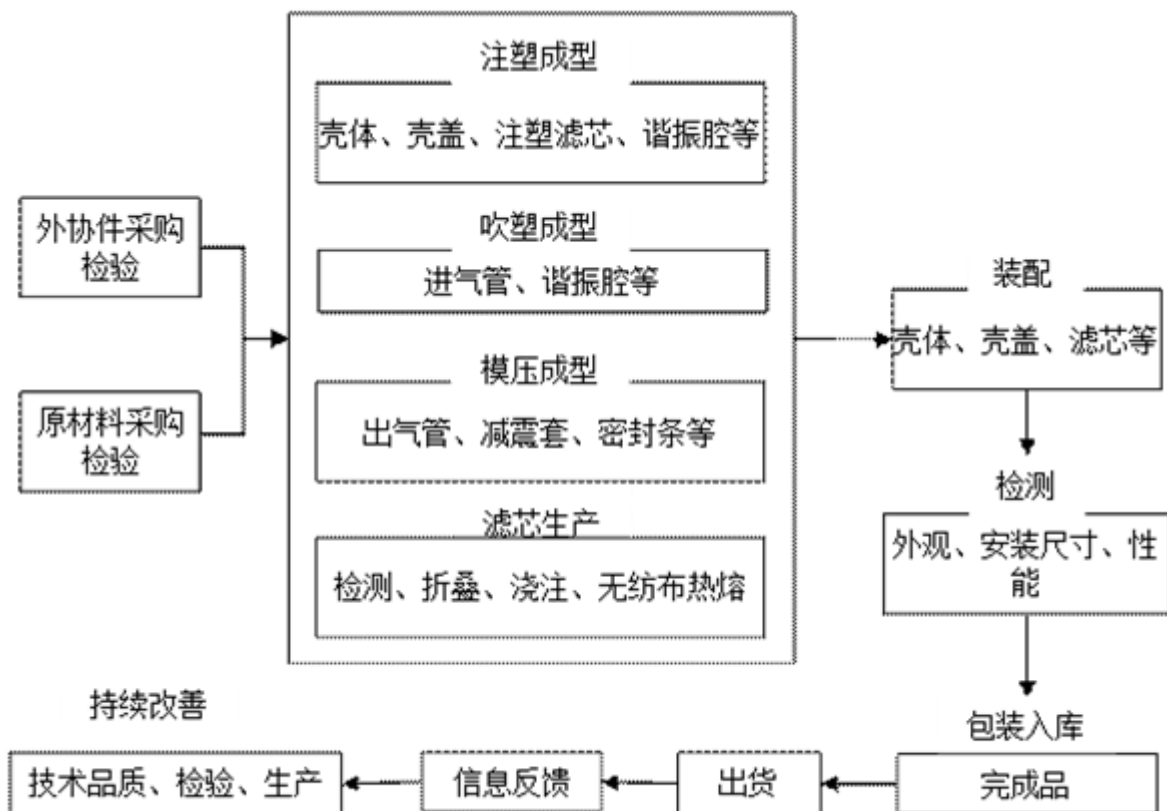 注塑成型
壳体、壳盖、注塑滤芯、谐振腔等
外协件采购
检验
吹塑成型
进气管、谐振腔等
原材料采购
检验
模压成型
出气管、减震套、密封条等
滤芯生产
检测、折叠、浇注、无纺布热熔
装配
壳体、壳盖、滤芯等
检测
外观、安装尺寸、性
能
包装入库
完成品
出货
信息反馈
持续改善
技术品质、检验、生产